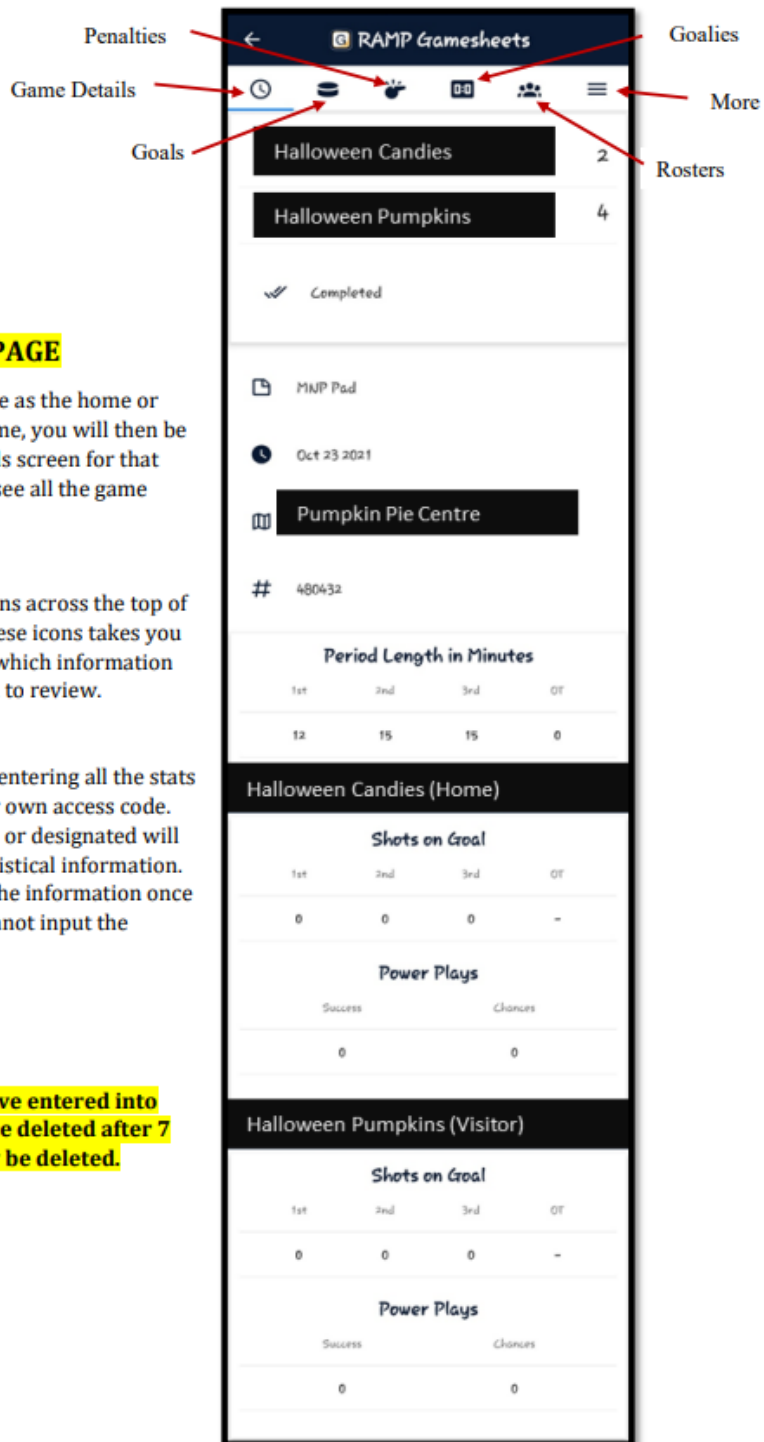 Penalties
Goalies
Game Details
More
Goals
Rosters
RAMP Gamesheets
Halloween Candies 2
Halloween Pumpkins 4
Completed
PAGE
e as the home or
me, you will then be
ls screen for that
see all the game
MNP Pad
Oct 23 2021
Pumpkin Pie Centre
# 480432
ns across the top of
ese icons takes you
which information
to review.
Period Length in Minutes
1st 2nd 3rd OT
12 15 15 0
entering all the stats
own access code.
or designated will
istical information.
he information once
nnot input the
Halloween Candies (Home)
Shots on Goal
1st 2nd 3rd OT
0 0 0 -
Power Plays
Success Chances
0 0
ve entered into
e deleted after 7
be deleted.
Halloween Pumpkins (Visitor)
Shots on Goal
1st 2nd 3rd OT
0 0 0 -
Power Plays
Success Chances
0 0